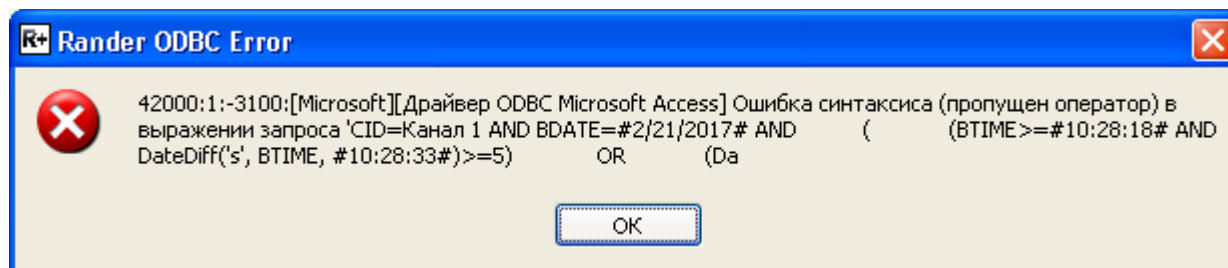 R+ Rander ODBC Error
42000:1:-3100:[Microsoft][Драйвер ODBC Microsoft Access] Ошибка синтаксиса (пропущен оператор) в
выражении запроса 'CID=Канал 1 AND BDATE=#2/21/2017# AND ( (BTIME>=#10:28:18# AND
DateDiff('s', BTIME, #10:28:33#)>=5) OR (Da
OK